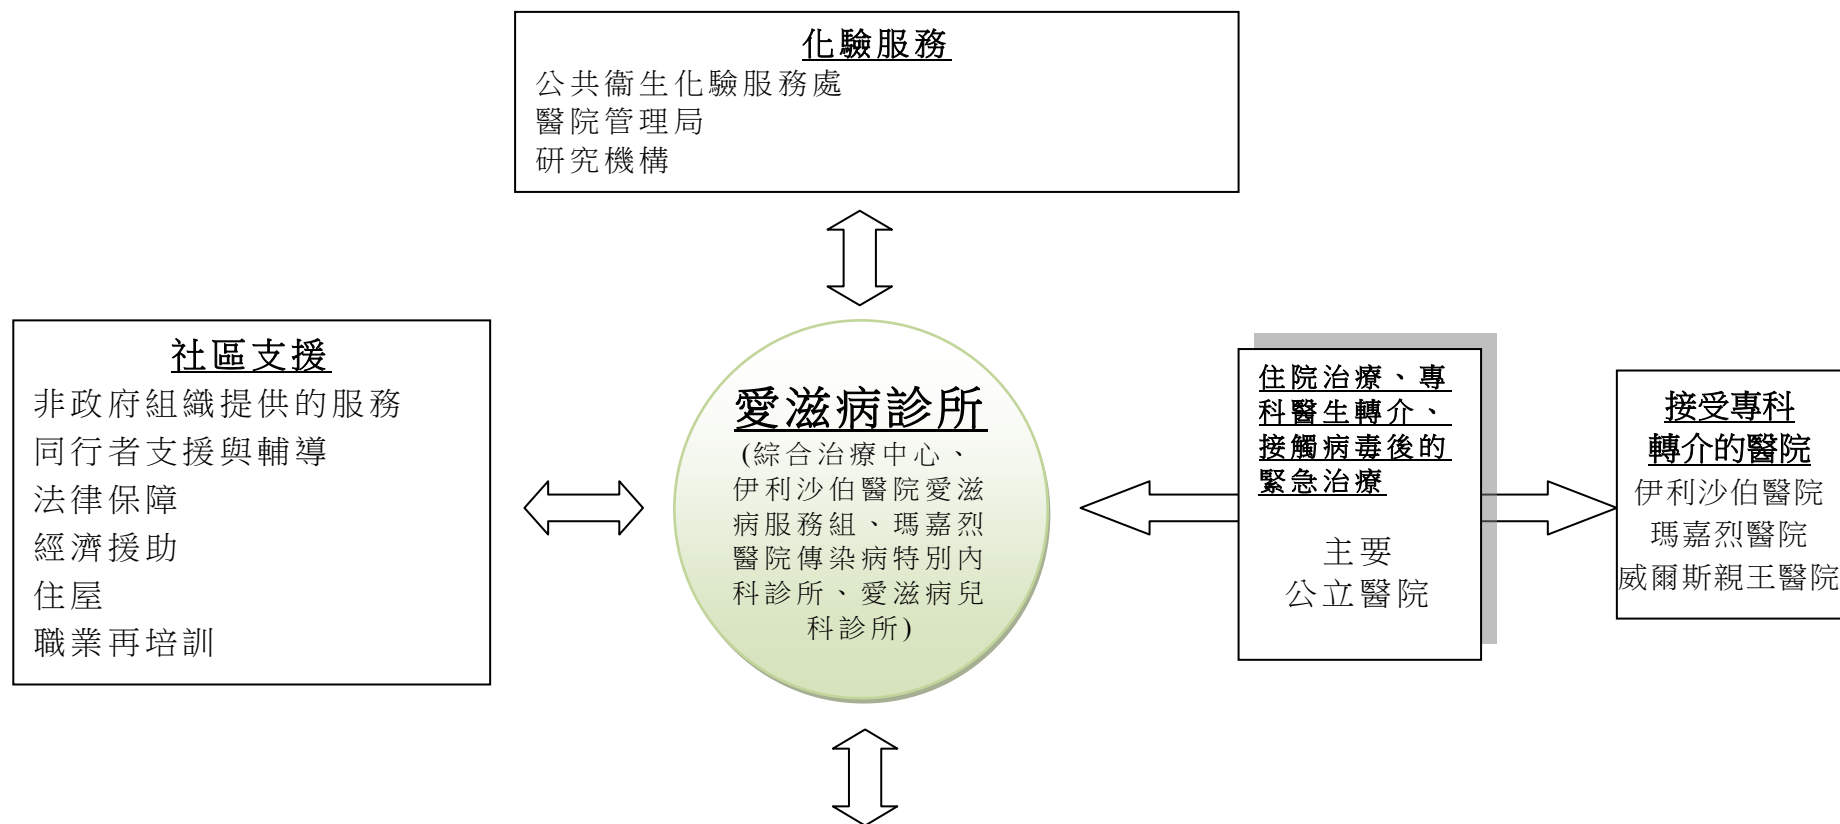 化驗服務
公共衞生化驗服務處
醫院管理局
研究機構
社區支援
非政府組織提供的服務
同行者支援與輔導
法律保障
經濟援助
住屋
職業再培訓
愛滋病診所
(綜合治療中心、
伊利沙伯醫院愛滋
病服務組、瑪嘉烈
醫院傳染病特別內
科診所、愛滋病兒
科診所)
住院治療、專
科醫生轉介、
接觸病毒後的
緊急治療
主要
公立醫院
接受專科
轉介的醫院
伊利沙伯醫院
瑪嘉烈醫院
威爾斯親王醫院